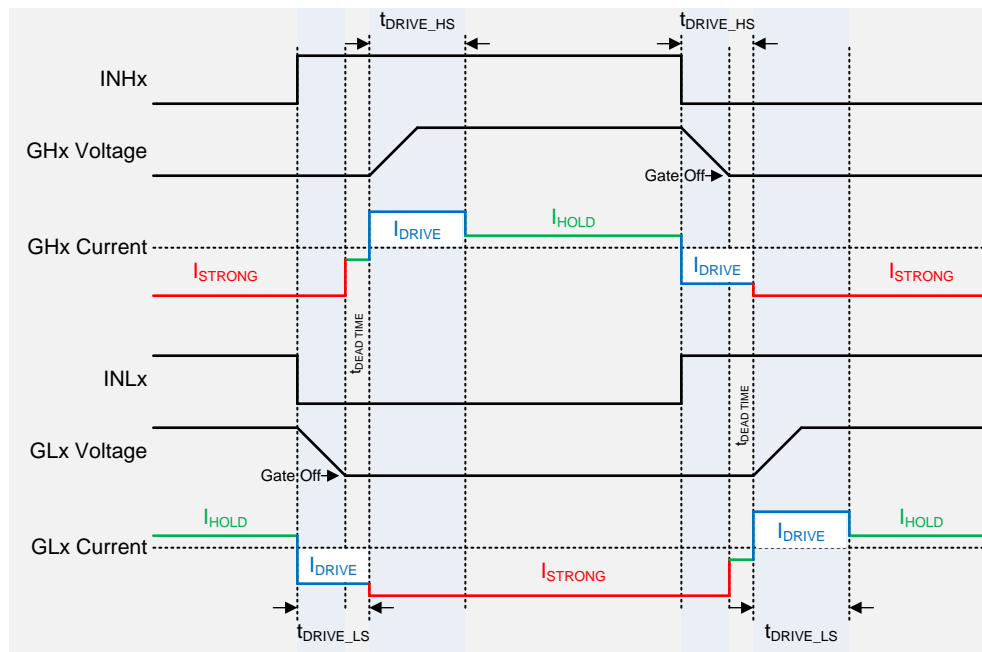 tDRIVE_HS
tDRIVE_HS
INHx
GHx Voltage
Gate Off
GHx Current
IDRIVE
IHOLD
IDRIVE
ISTRONG
ISTRONG
tDEAD TIME
INLx
tDEAD TIME
GLx Voltage
Gate Off
IHOLD
IDRIVE
IHOLD
GLx Current
IDRIVE
ISTRONG
tDRIVE_LS
tDRIVE_LS